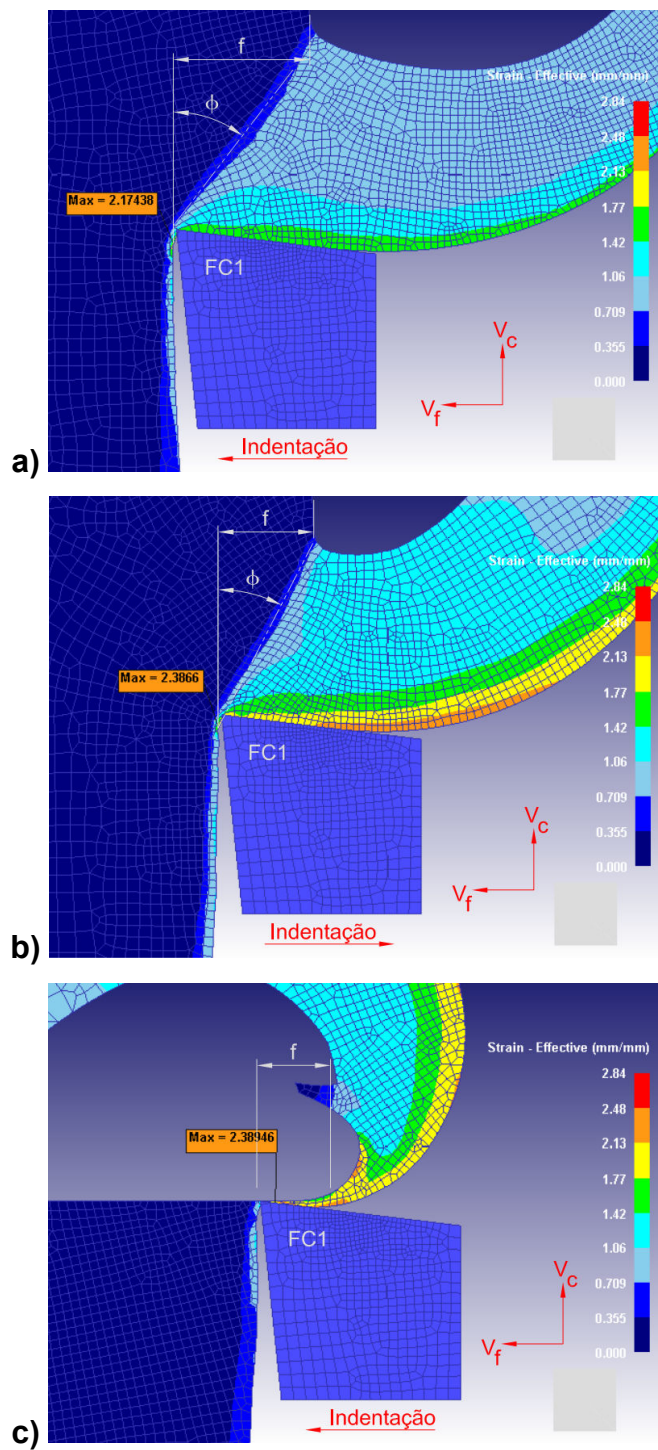 f
ϕ
Strain - Effective (mm/mm)
2.84
2.48
2.13
1.77
1.42
1.06
0.709
0.355
0.000
Max = 2.17438
FC1
Vc
Vf
Indentação
a)
f
ϕ
Strain - Effective (mm/mm)
2.84
2.48
2.13
1.77
1.42
1.06
0.709
0.355
0.000
Max = 2.3866
FC1
Vc
Vf
Indentação
b)
f
Strain - Effective (mm/mm)
2.84
2.48
2.13
1.77
1.42
1.06
0.709
0.355
0.000
Max = 2.38946
FC1
Vc
Vf
Indentação
c)